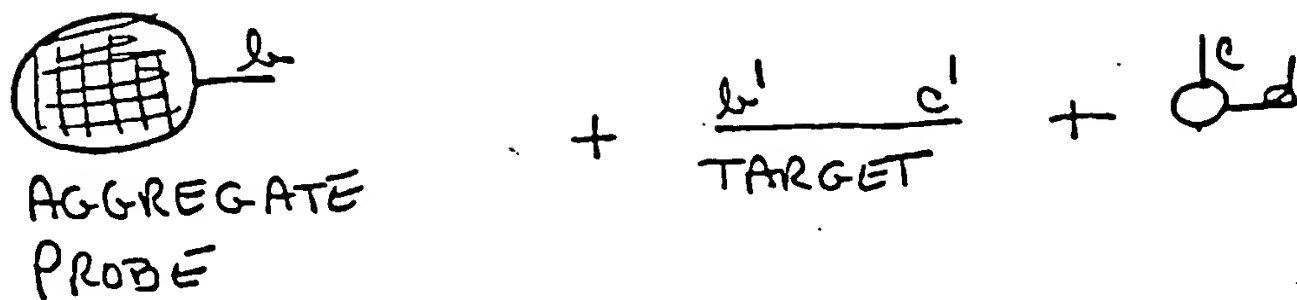 b + b' c' + c d
TARGET
AGGREGATE
PROBE